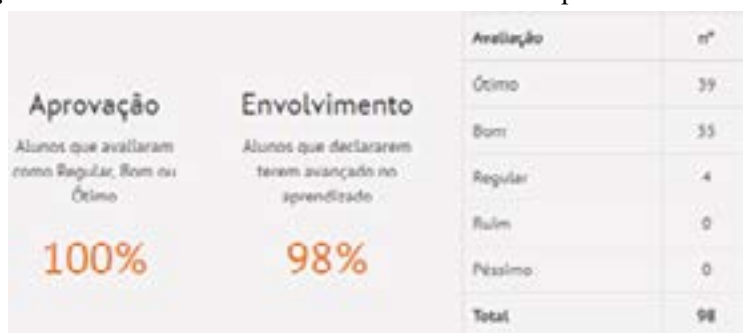 Aprovação
Alunos que avaliaram
como Regular, Bom ou
Ótimo
100%
Envolvimento
Alunos que declararem
terem avançado no
aprendizado
98%
Avaliação nº
Ótimo 39
Bom 55
Regular 4
Ruim 0
Péssimo 0
Total 98